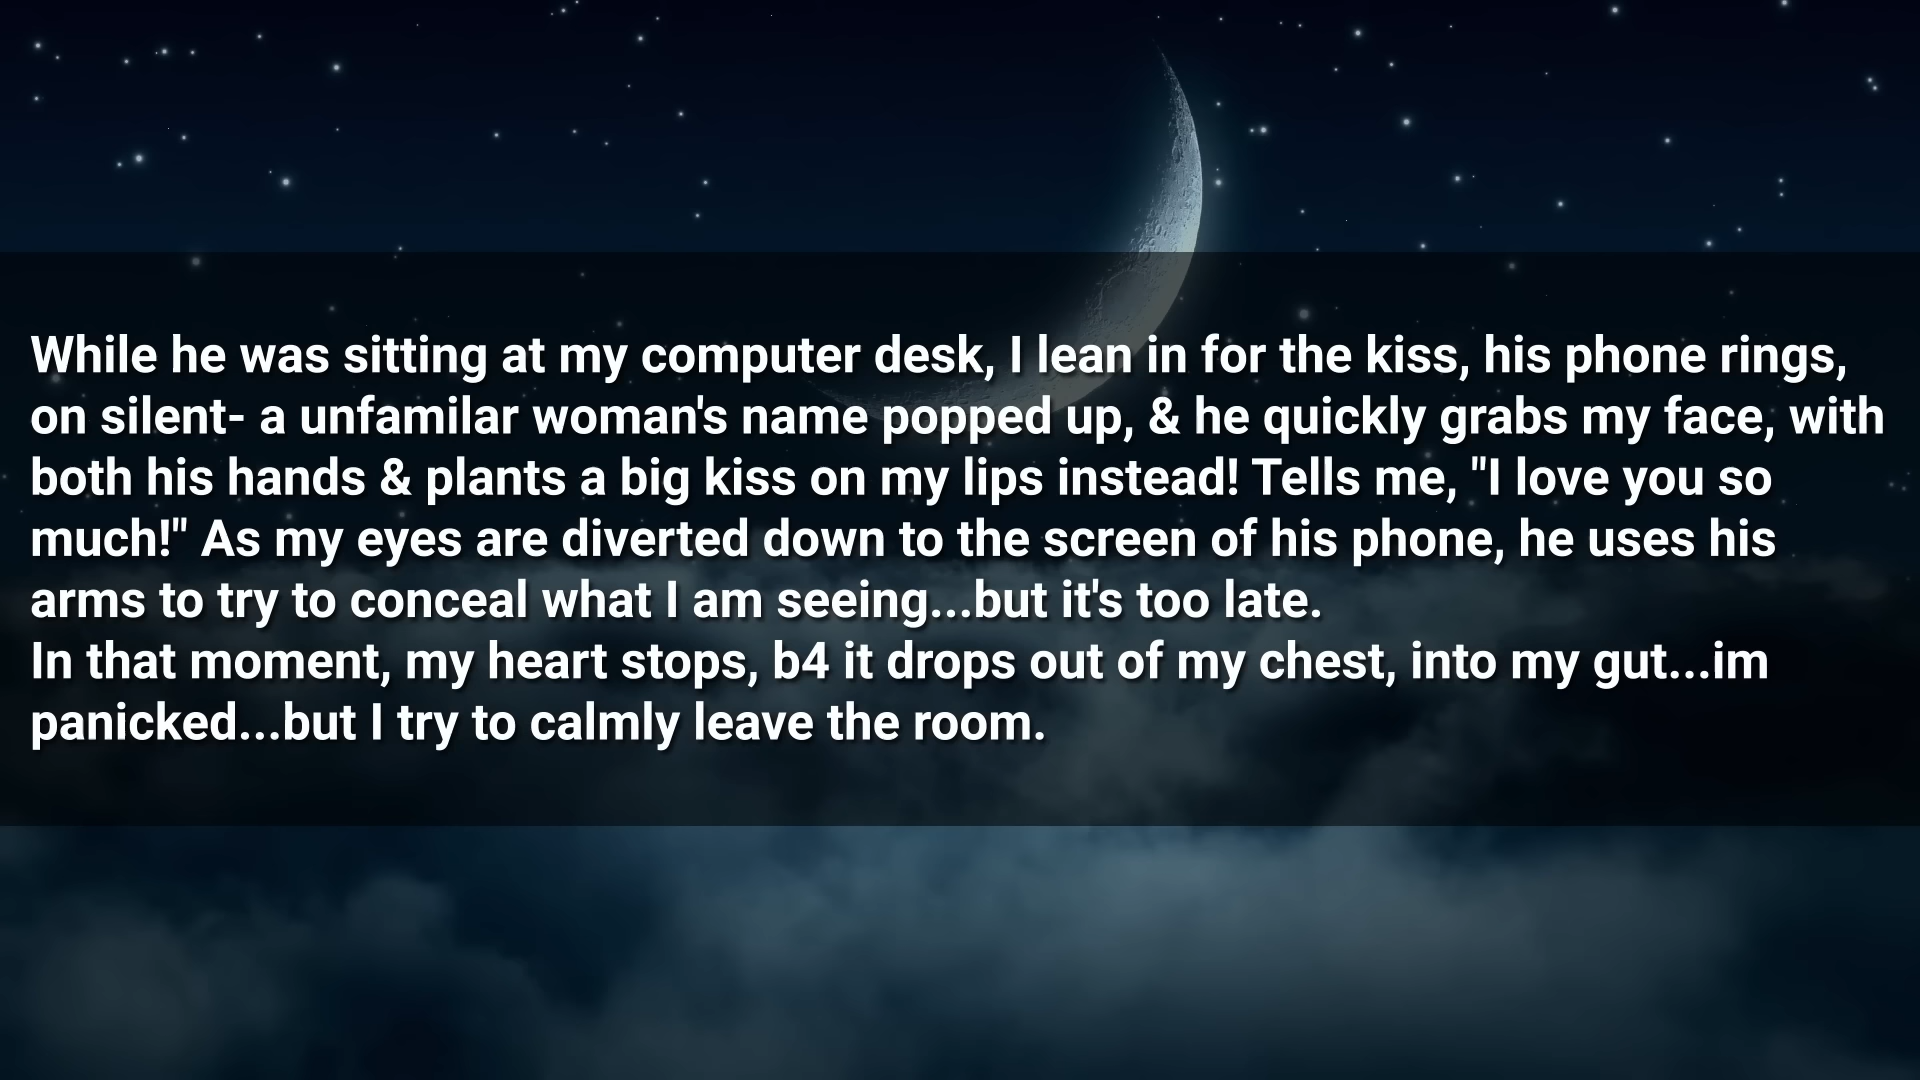 While he was sitting at my computer desk, I lean in for the kiss, his phone rings,
on silent- a unfamilar woman's name popped up, & he quickly grabs my face, with
both his hands & plants a big kiss on my lips instead! Tells me, "I love you so
much!" As my eyes are diverted down to the screen of his phone, he uses his
arms to try to conceal what I am seeing...but it's too late.
In that moment, my heart stops, b4 it drops out of my chest, into my gut...im
panicked...but I try to calmly leave the room.